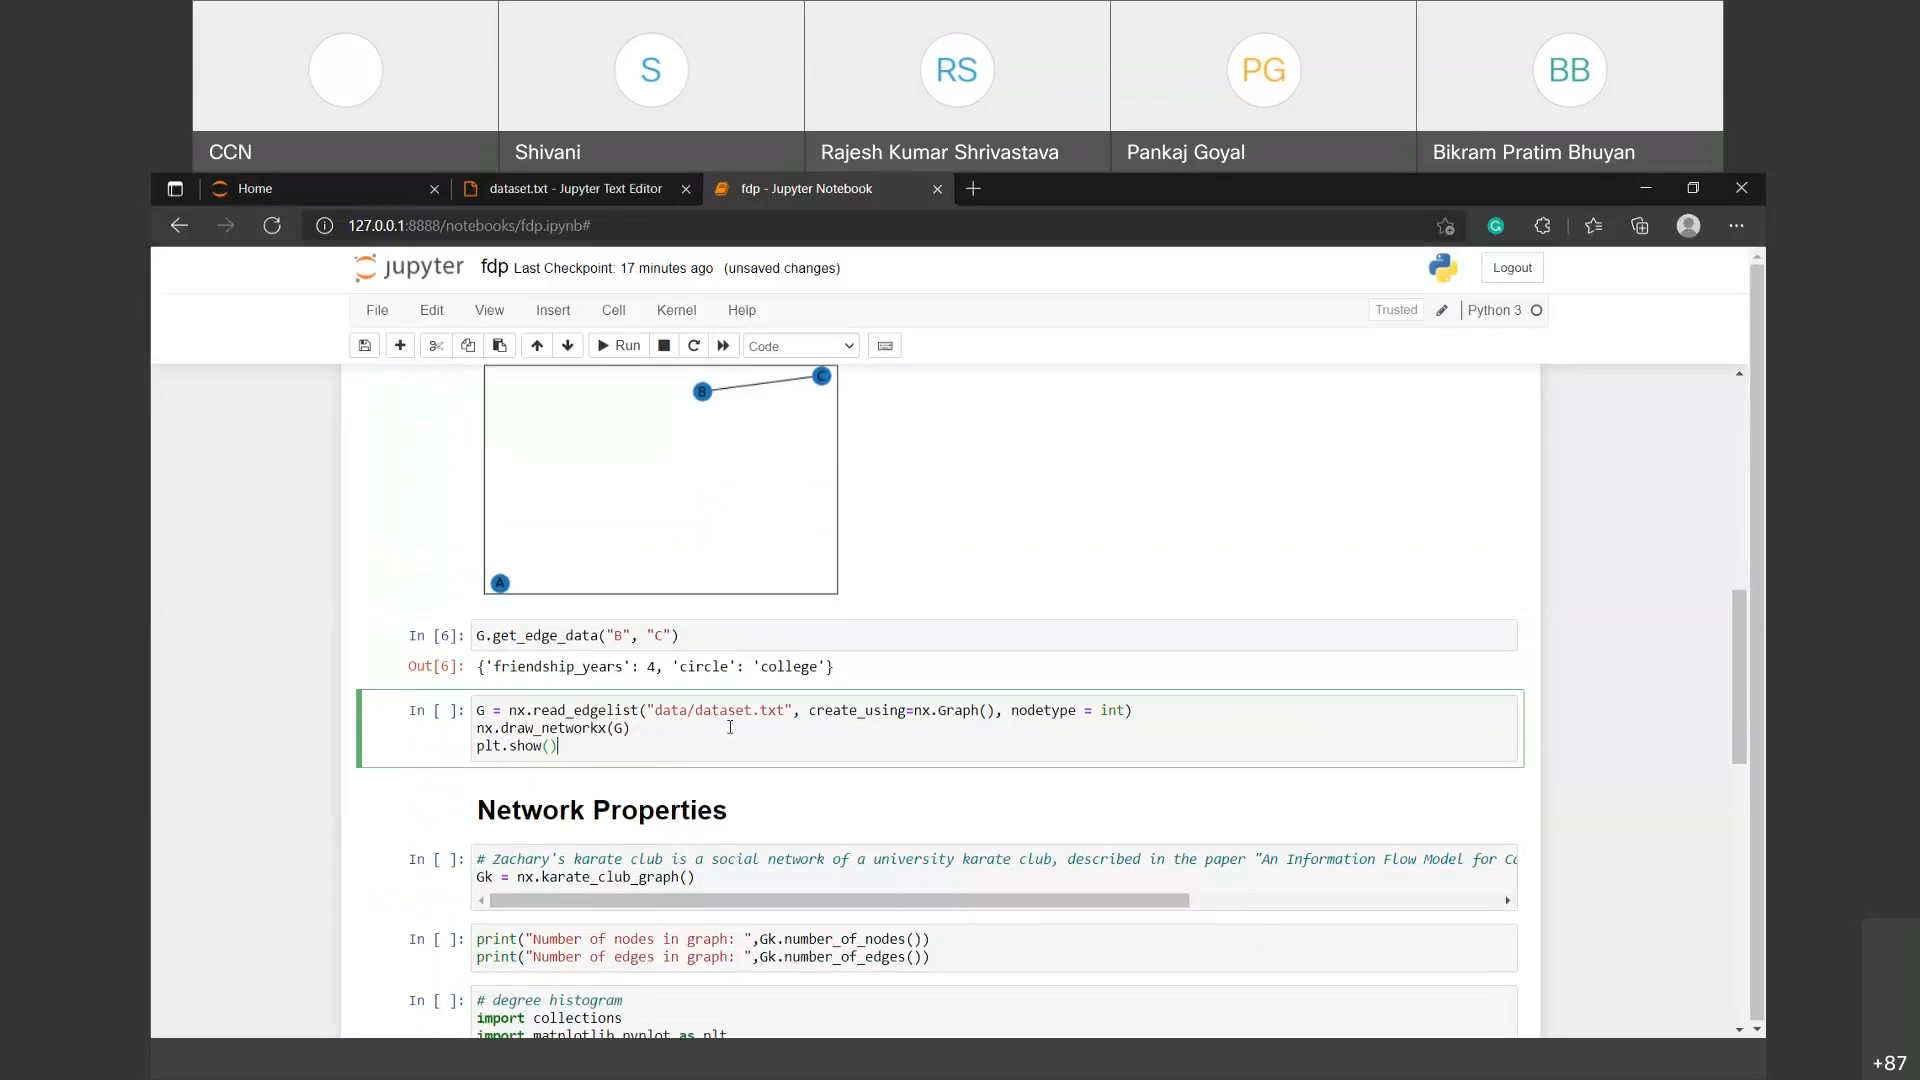 S
RS
PG
BB
CCN
Shivani
Rajesh Kumar Shrivastava
Pankaj Goyal
Bikram Pratim Bhuyan
Home
dataset.txt - Jupyter Text Editor
fdp - Jupyter Notebook
127.0.0.1:8888/notebooks/fdp.ipynb#
jupyter
fdp Last Checkpoint: 17 minutes ago (unsaved changes)
Logout
File Edit View Insert Cell Kernel Help
Trusted
Python 3
Run
Code
B
C
A
In [6]: G.get_edge_data("B", "C")
Out[6]: {'friendship_years': 4, 'circle': 'college'}
In [ ]: G = nx.read_edgelist("data/dataset.txt", create_using=nx.Graph(), nodetype = int)
nx.draw_networkx(G)
plt.show()
Network Properties
In [ ]: # Zachary's karate club is a social network of a university karate club, described in the paper "An Information Flow Model for Co
Gk = nx.karate_club_graph()
In [ ]: print("Number of nodes in graph: ",Gk.number_of_nodes())
print("Number of edges in graph: ",Gk.number_of_edges())
In [ ]: # degree histogram
import collections
import matplotlib.pyplot as plt
+87